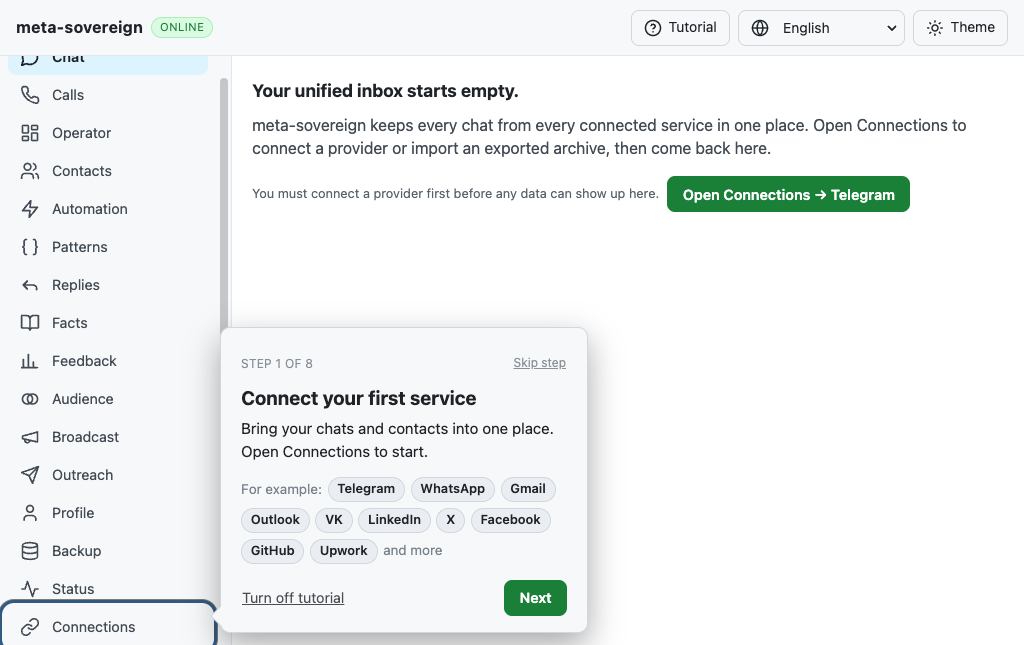 meta-sovereign ONLINE
Tutorial
English
Theme
Chat
Calls
Operator
Contacts
Automation
Patterns
Replies
Facts
Feedback
Audience
Broadcast
Outreach
Profile
Backup
Status
Connections
Your unified inbox starts empty.
meta-sovereign keeps every chat from every connected service in one place. Open Connections to
connect a provider or import an exported archive, then come back here.
You must connect a provider first before any data can show up here.
Open Connections → Telegram
STEP 1 OF 8
Skip step
Connect your first service
Bring your chats and contacts into one place.
Open Connections to start.
For example: Telegram WhatsApp Gmail
Outlook VK LinkedIn X Facebook
GitHub Upwork and more
Turn off tutorial
Next